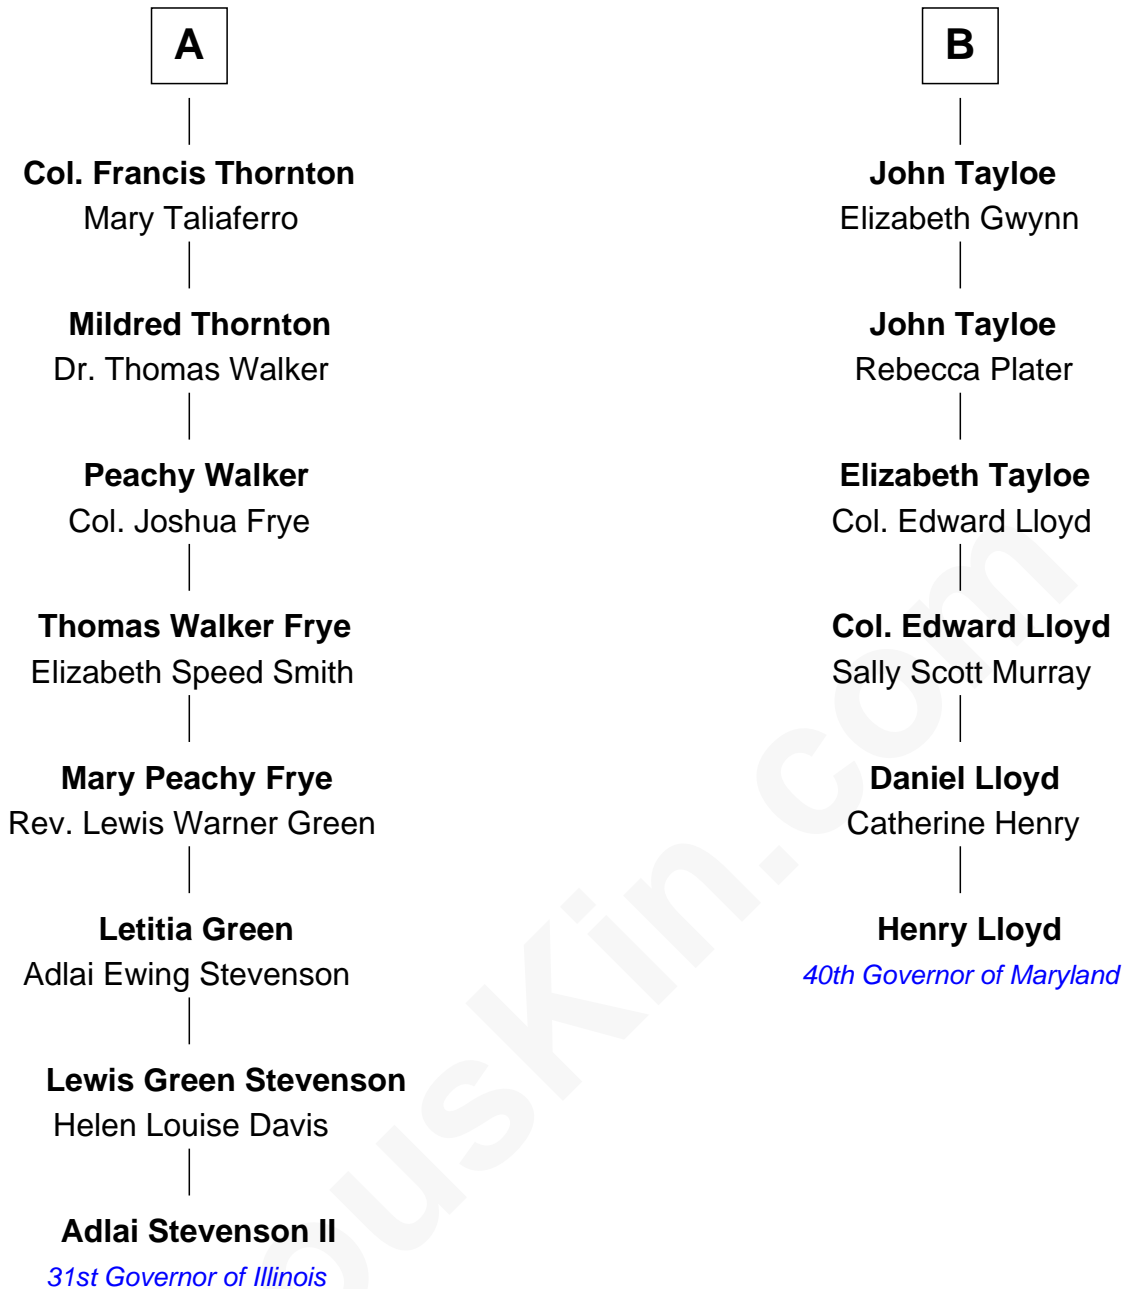 A
Col. Francis Thornton
Mary Taliaferro
Mildred Thornton
Dr. Thomas Walker
Peachy Walker
Col. Joshua Frye
Thomas Walker Frye
Elizabeth Speed Smith
Mary Peachy Frye
Rev. Lewis Warner Green
Letitia Green
Adlai Ewing Stevenson
Lewis Green Stevenson
Helen Louise Davis
Adlai Stevenson II
31st Governor of Illinois
B
John Tayloe
Elizabeth Gwynn
John Tayloe
Rebecca Plater
Elizabeth Tayloe
Col. Edward Lloyd
Col. Edward Lloyd
Sally Scott Murray
Daniel Lloyd
Catherine Henry
Henry Lloyd
40th Governor of Maryland
ousKin.com